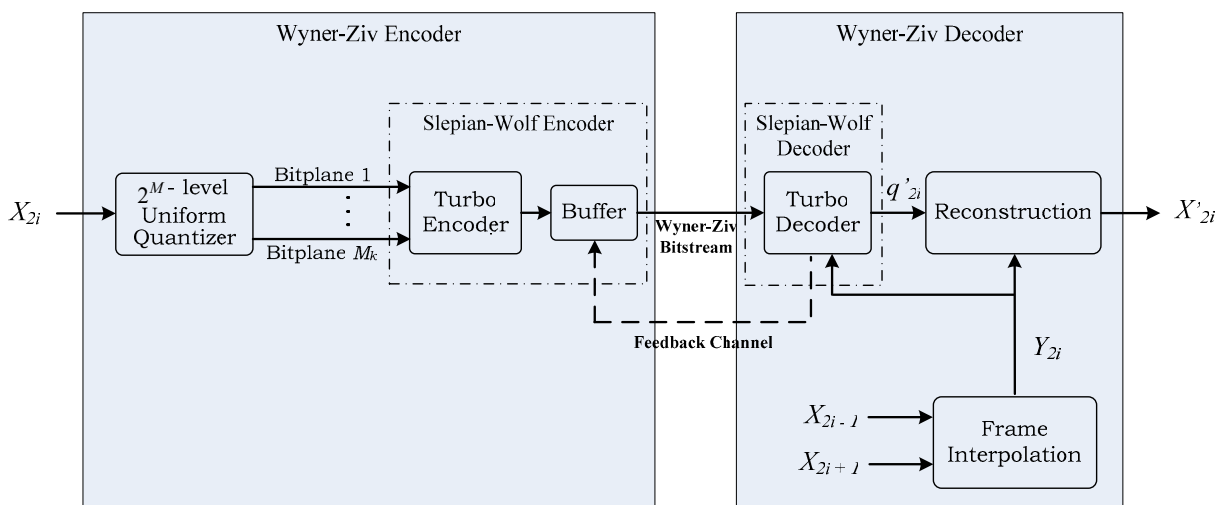 Wyner-Ziv Encoder
Wyner-Ziv Decoder
Slepian-Wolf Encoder
Slepian-Wolf
Decoder
X2i
2^M- level
Uniform
Quantizer
Bitplane 1
Bitplane Mk
Turbo
Encoder
Buffer
Wyner-Ziv
Bitstream
Turbo
Decoder
q'2i
Reconstruction
X'2i
Feedback Channel
Y2i
X2i-1
X2i+1
Frame
Interpolation